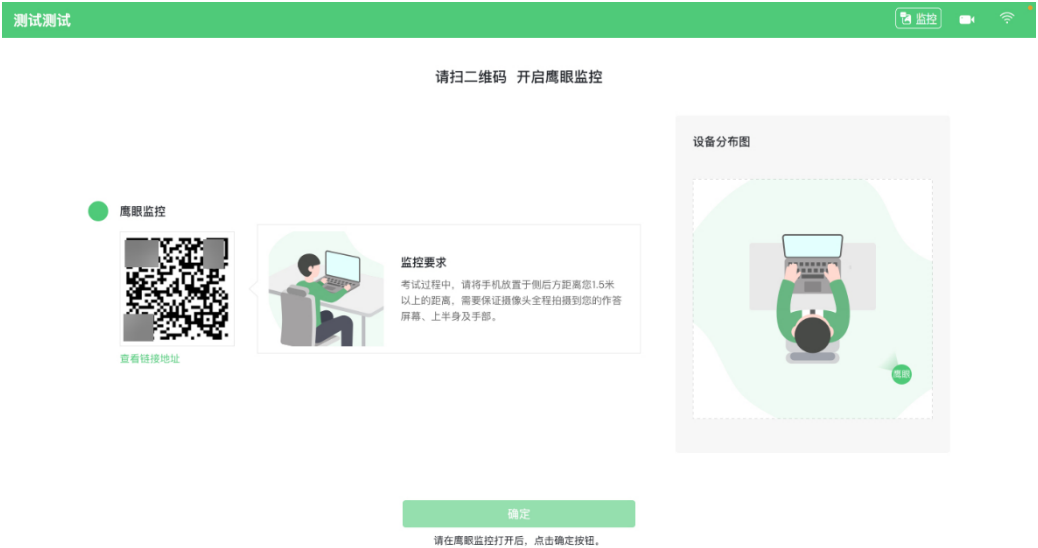 测试测试
监控
请扫二维码 开启鹰眼监控
设备分布图
鹰眼监控
监控要求
考试过程中，请将手机放置于侧后方距离您1.5米
以上的距离，需要保证摄像头全程拍摄到您的作答
屏幕、上半身及手部。
查看链接地址
鹰眼
确定
请在鹰眼监控打开后，点击确定按钮。